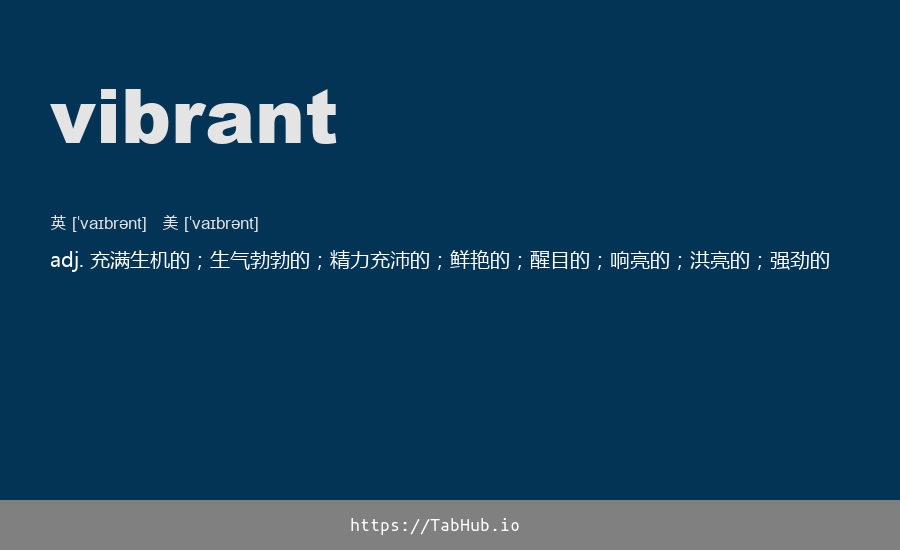 vibrant
英 [ˈvaɪbrənt] 美 [ˈvaɪbrənt]
adj. 充满生机的；生气勃勃的；精力充沛的；鲜艳的；醒目的；响亮的；洪亮的；强劲的
https://TabHub.io